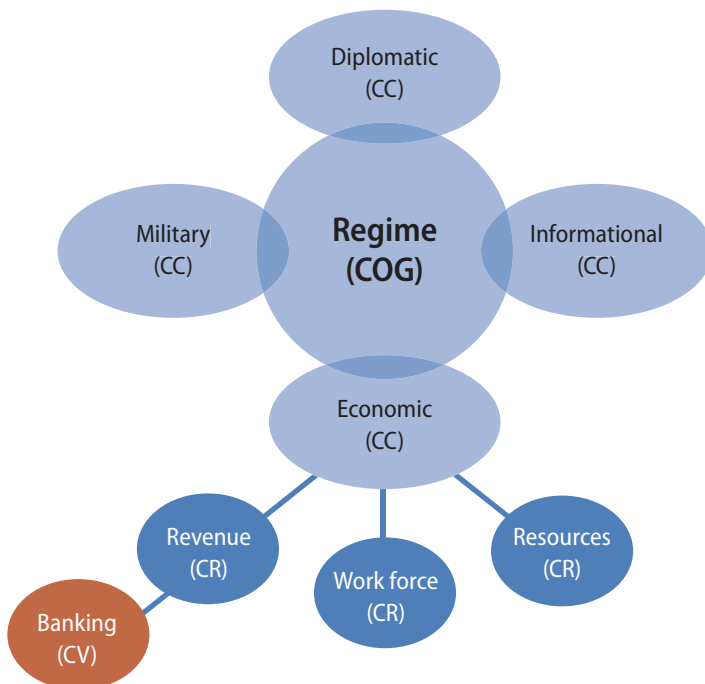 Diplomatic
(CC)
Military
(CC)
Regime
(COG)
Informational
(CC)
Economic
(CC)
Revenue
(CR)
Work force
(CR)
Resources
(CR)
Banking
(CV)